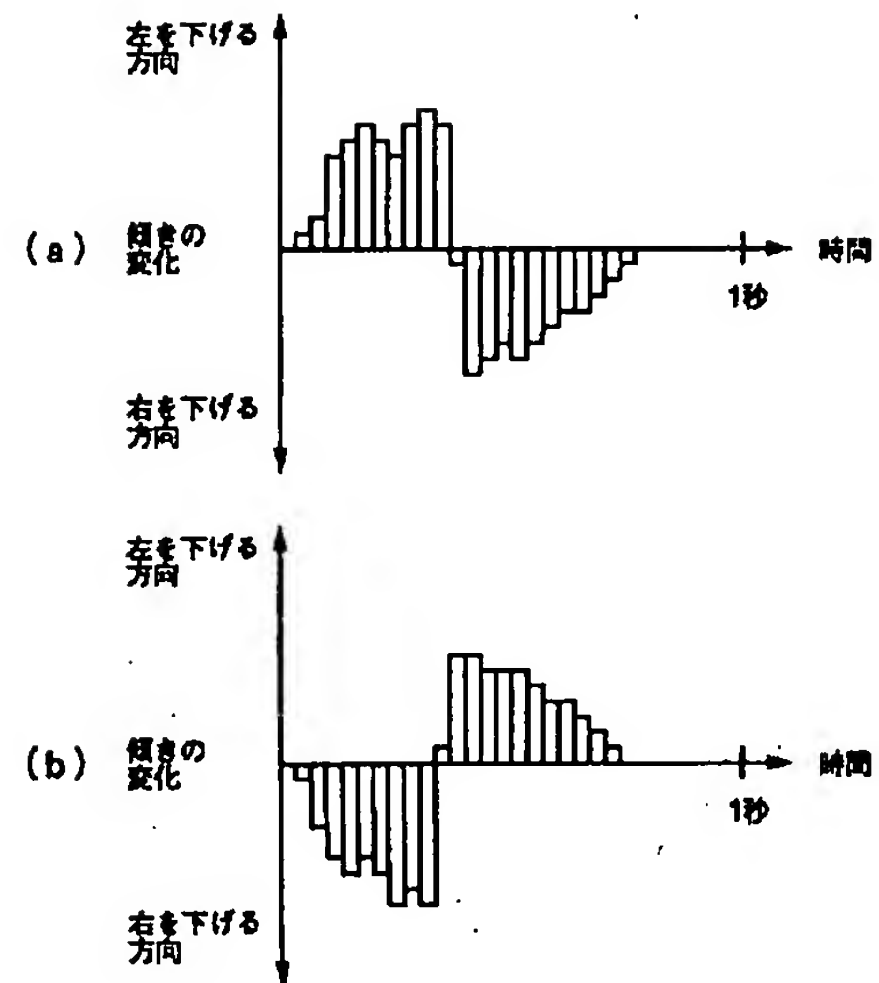 左を下げる
方向
(a)
傾きの
変化
時間
1秒
右を下げる
方向
左を下げる
方向
(b)
傾きの
変化
時間
1秒
右を下げる
方向